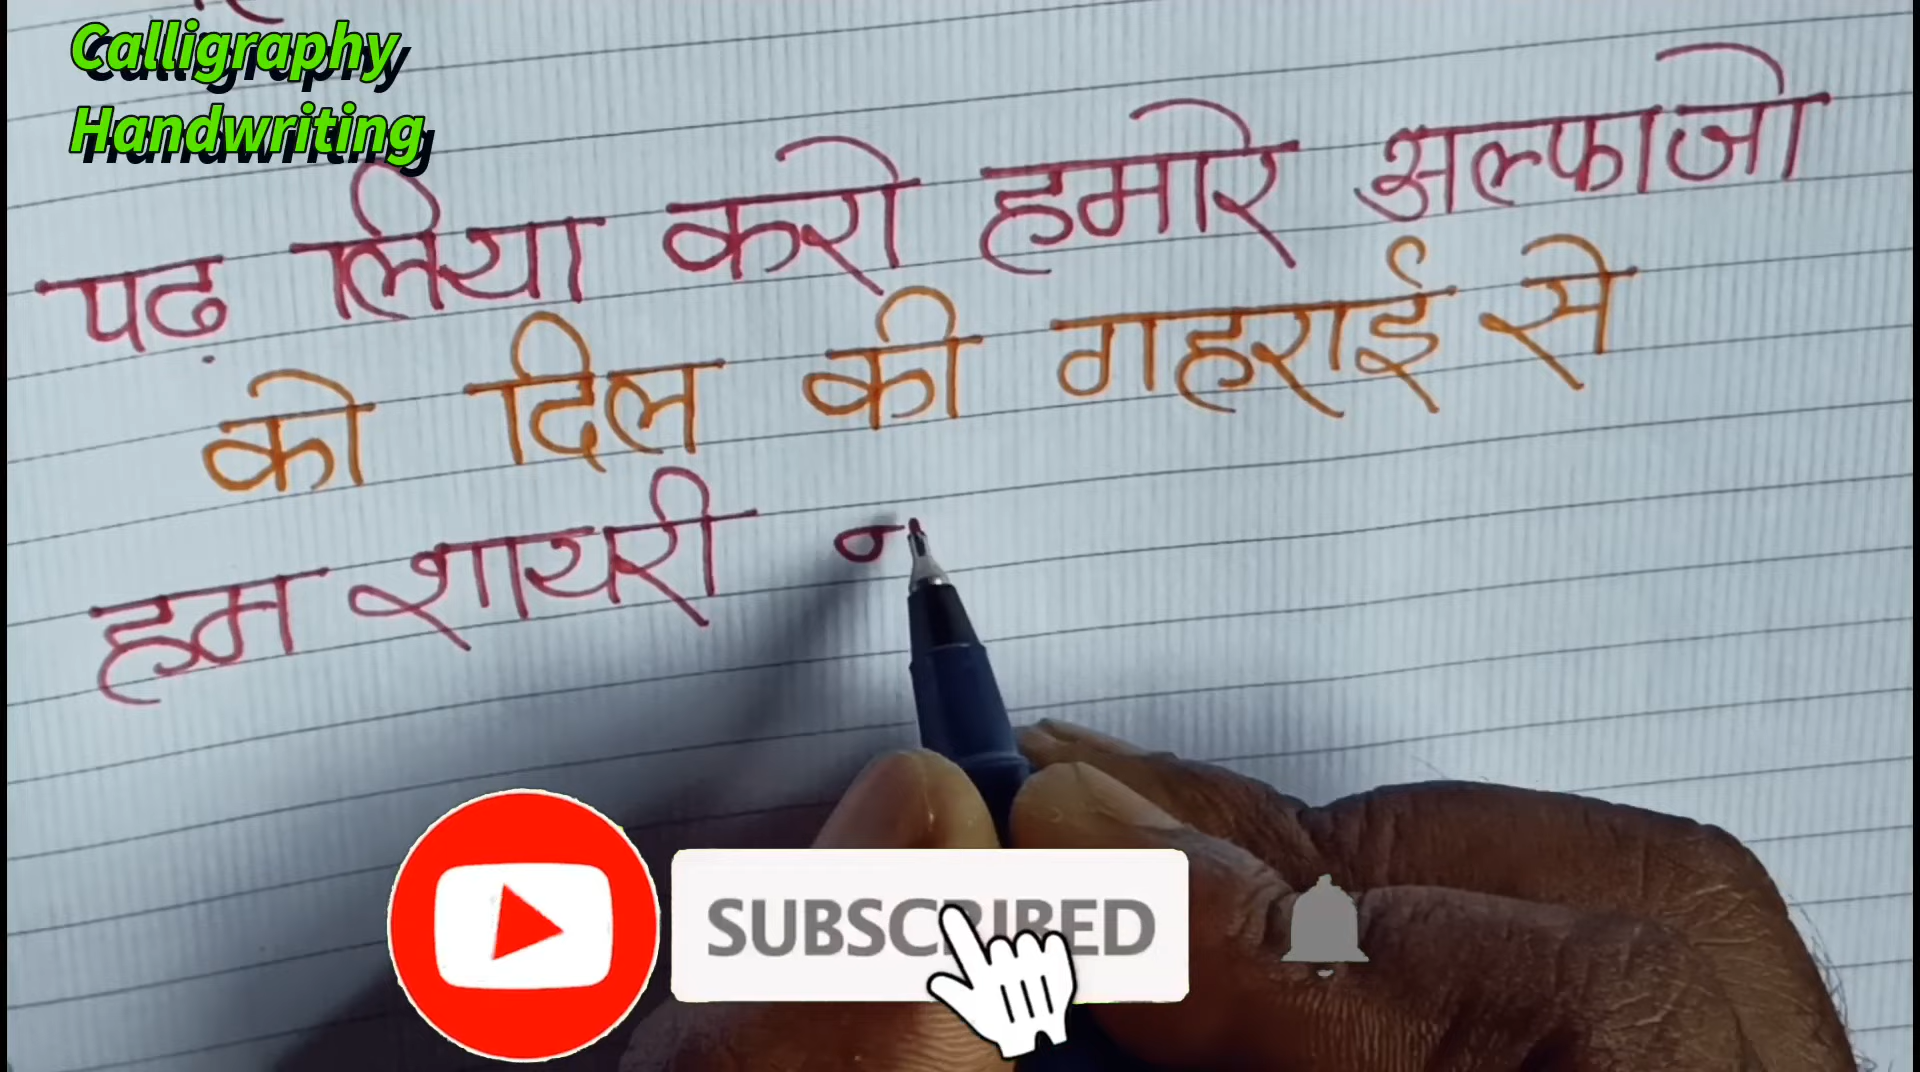 Calligraphy
Handwriting
पढ़ लिया करो हमारे अल्फाजो
को दिल की गहराई से
हम शायरी
SUBSCRIBED